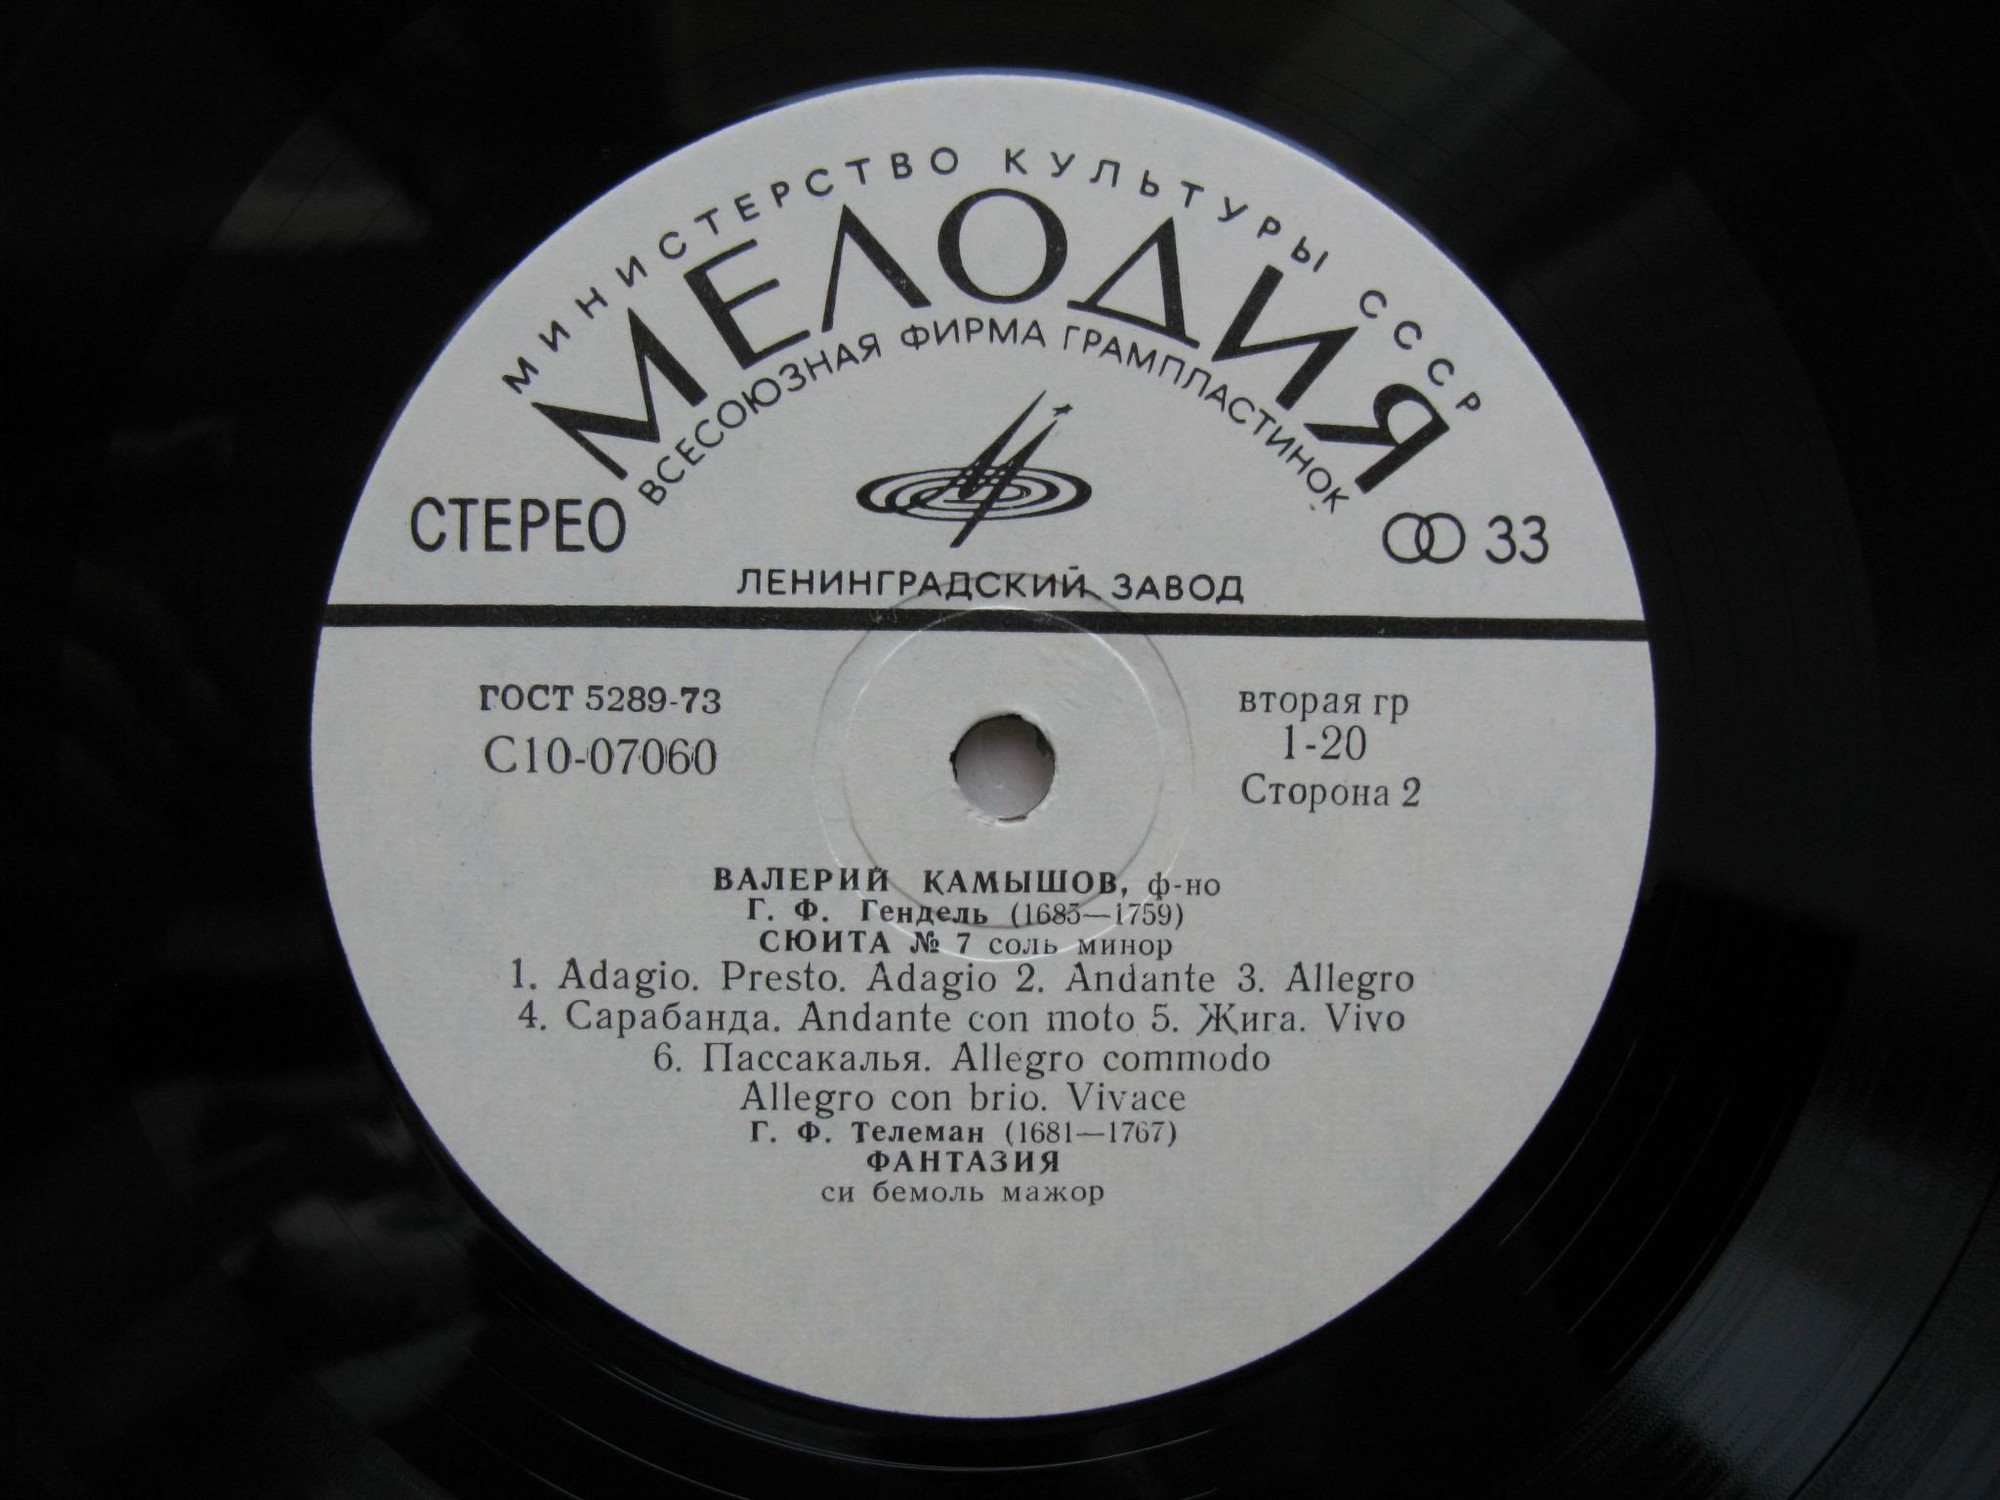 МИНИСТЕРСТВО КУЛЬТУРЫ СССР
МЕЛОДИЯ
ВСЕСОЮЗНАЯ ФИРМА ГРАМПЛАСТИНОК
СТЕРЕО
33
ЛЕНИНГРАДСКИЙ ЗАВОД
ГОСТ 5289-73
С10-07060
вторая гр
1-20
Сторона 2
ВАЛЕРИЙ КАМЫШОВ, ф-но
Г. Ф. Гендель (1685—1759)
СЮИТА № 7 соль минор
1. Adagio. Presto. Adagio 2. Andante 3. Allegro
4. Сарабанда. Andante con moto 5. Жига. Vivo
6. Пассакалья. Allegro commodo
Allegro con brio. Vivace
Г. Ф. Телеман (1681—1767)
ФАНТАЗИЯ
си бемоль мажор